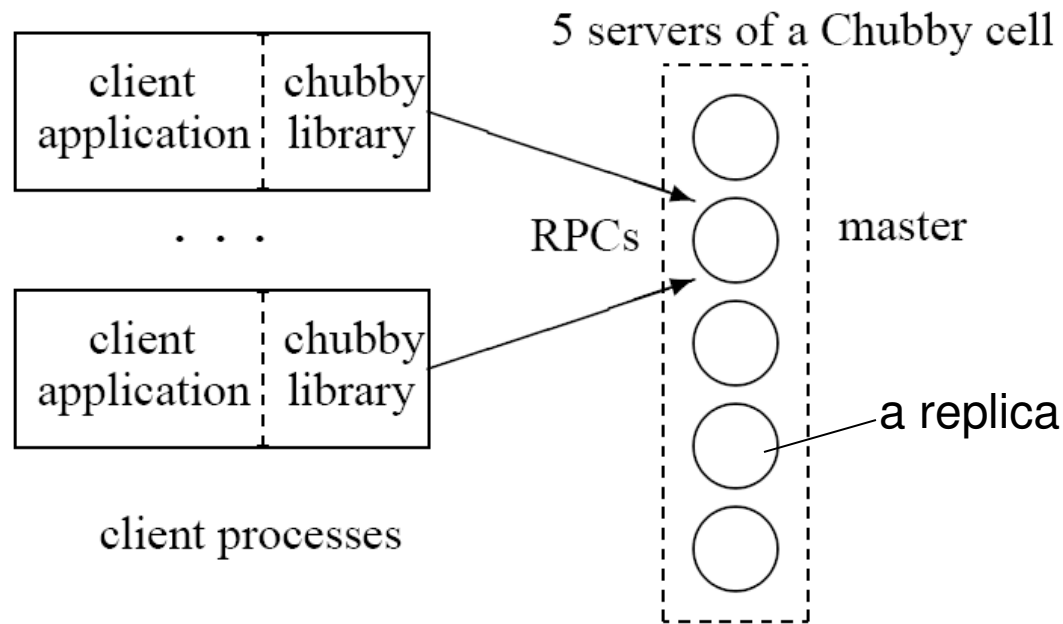 5 servers of a Chubby cell
client
application
chubby
library
. . .
RPCs
master
client
application
chubby
library
a replica
client processes